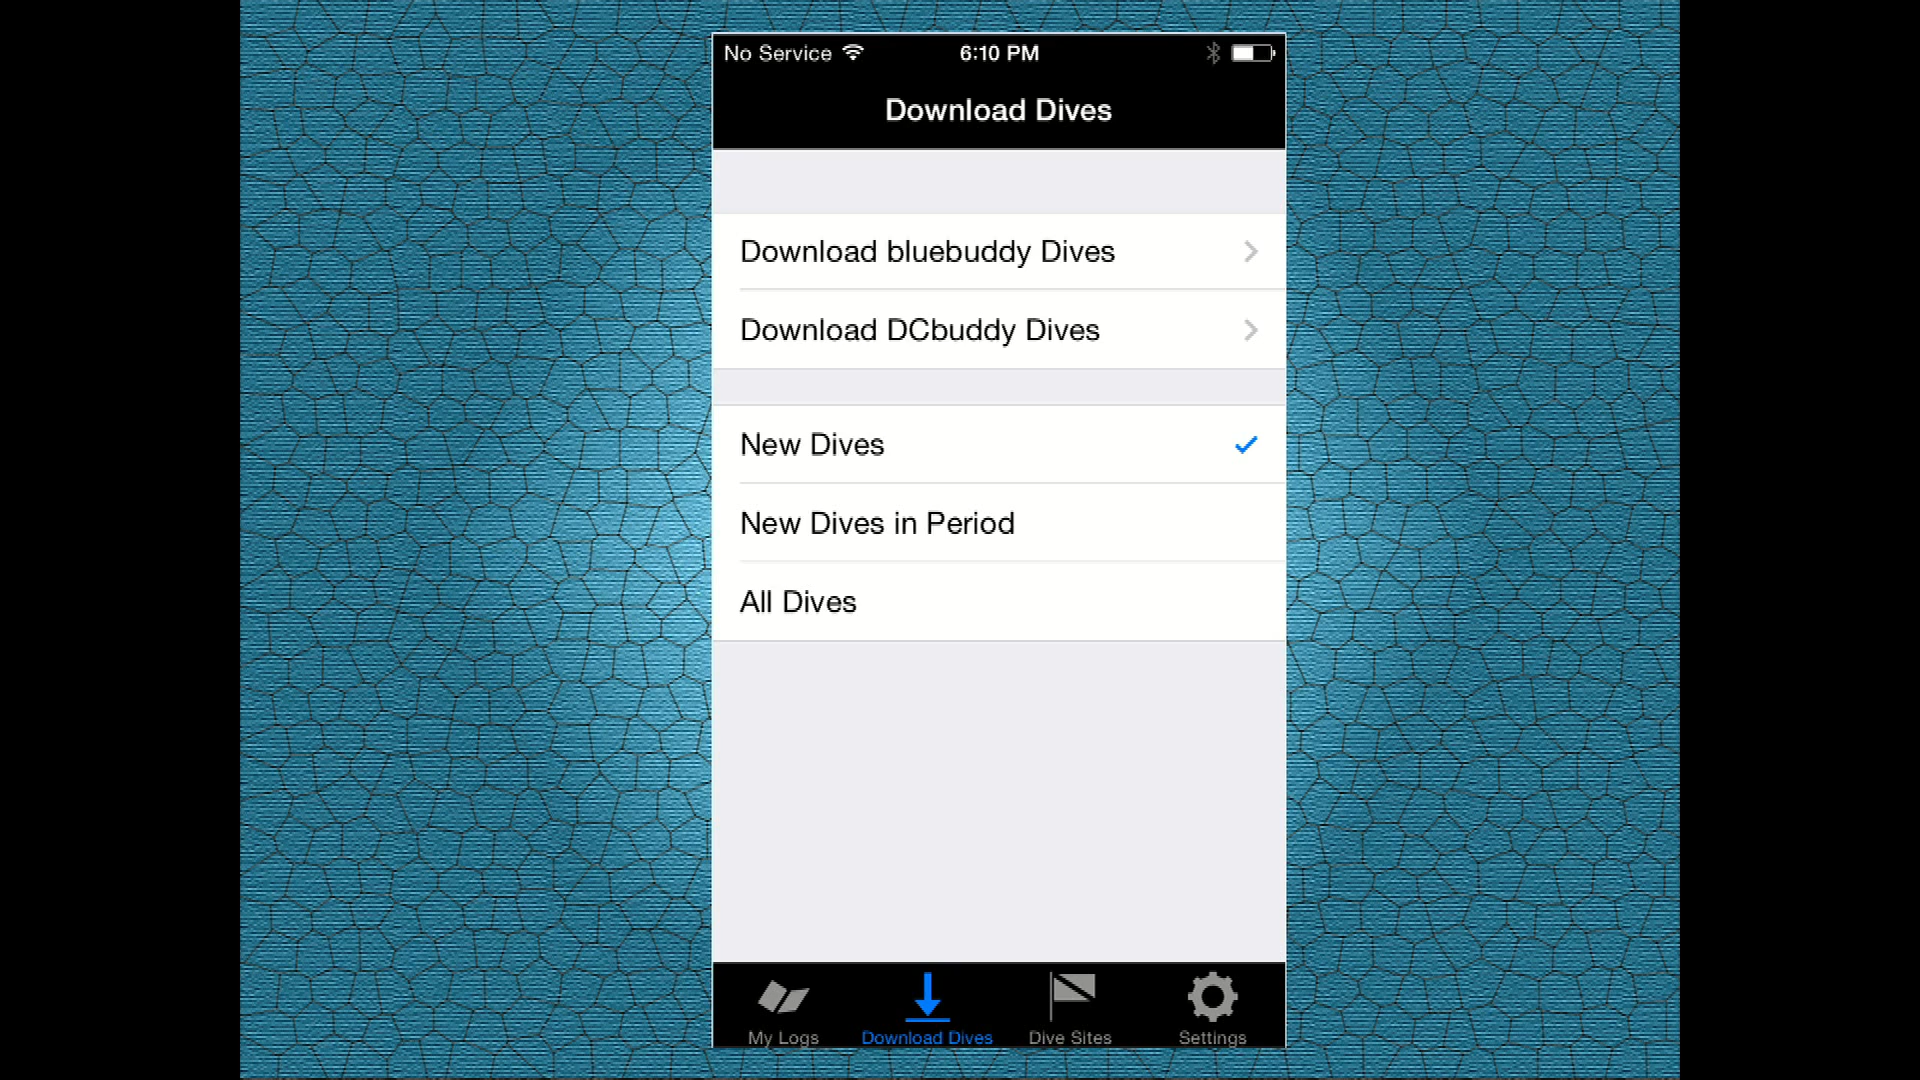 No Service 6:10 PM
Download Dives
Download bluebuddy Dives
Download DCbuddy Dives
New Dives
New Dives in Period
All Dives
My Logs Download Dives Dive Sites Settings